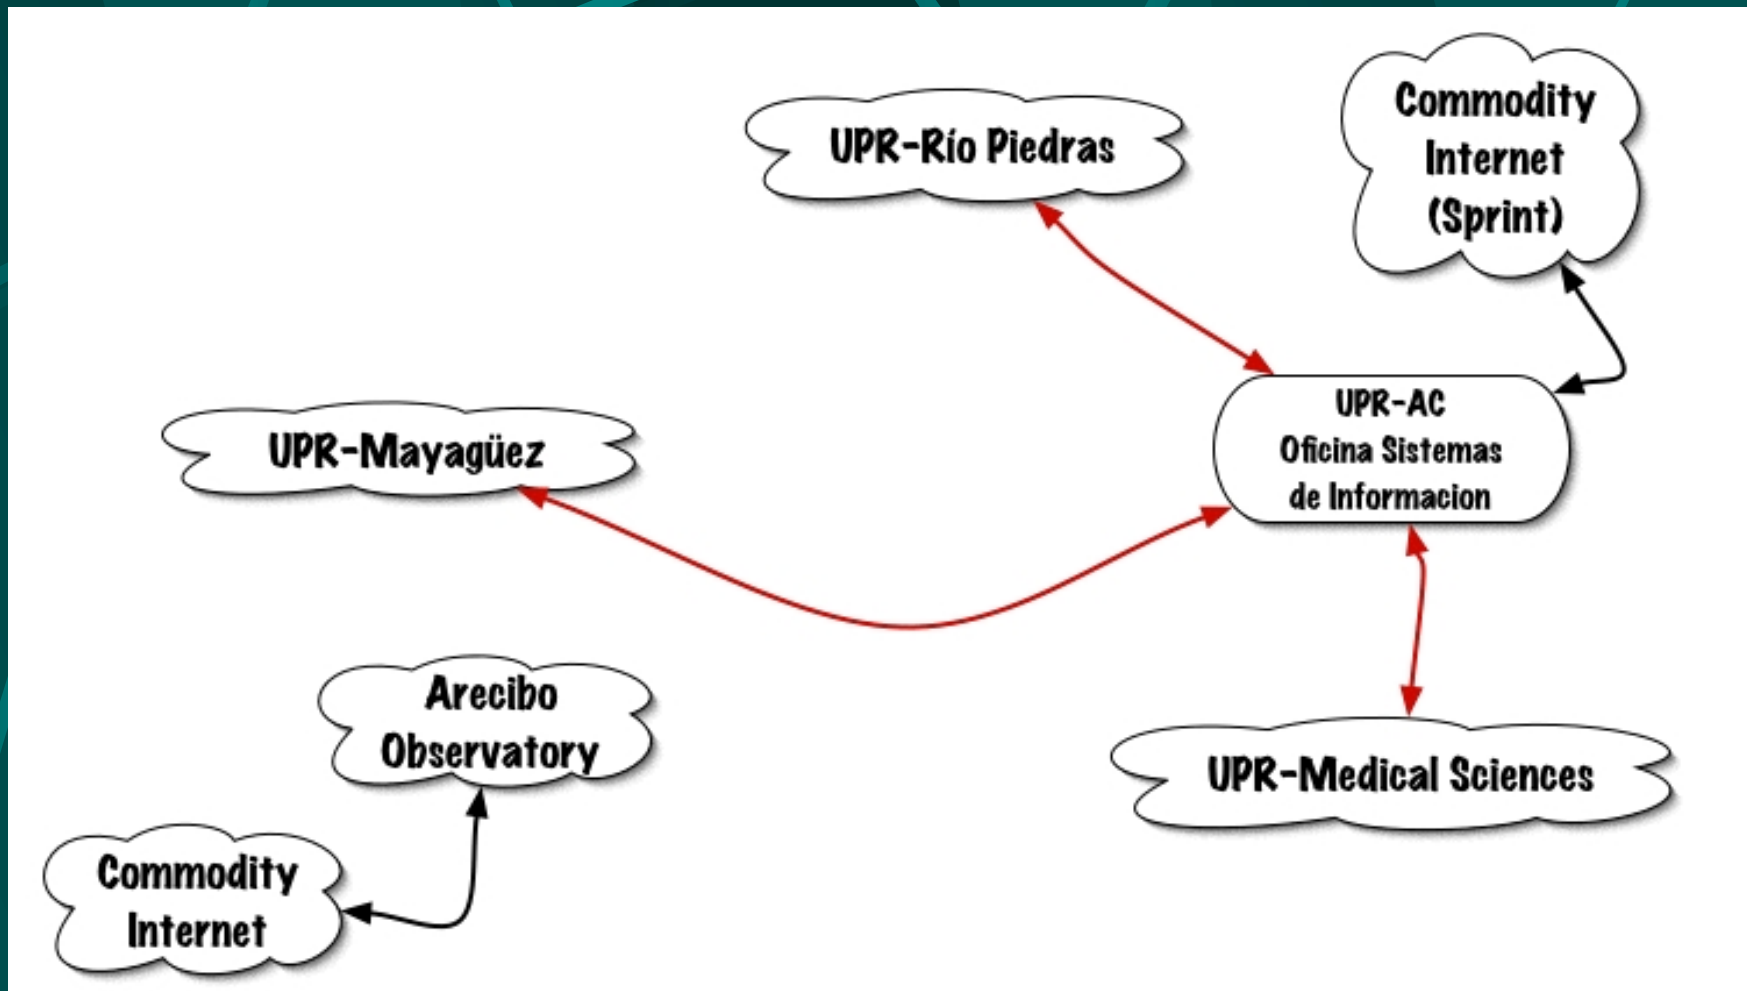 UPR-Río Piedras
Commodity
Internet
(Sprint)
UPR-AC
Oficina Sistemas
de Informacion
UPR-Mayagüez
Arecibo
Observatory
UPR-Medical Sciences
Commodity
Internet